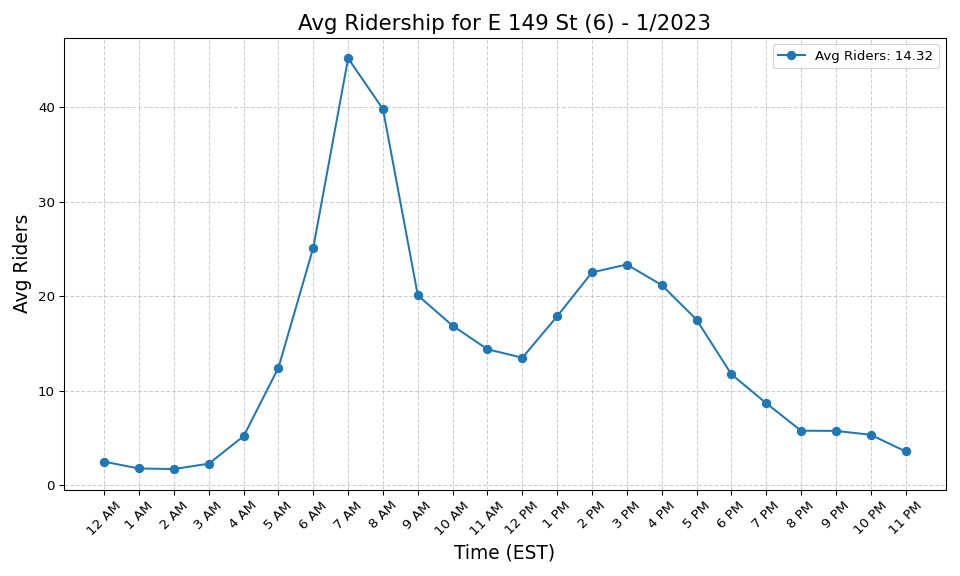 Avg Ridership for E 149 St (6) - 1/2023
Avg Riders: 14.32
Avg Riders
40
30
20
10
0
12 AM
1 AM
2 AM
3 AM
4 AM
5 AM
6 AM
7 AM
8 AM
9 AM
10 AM
11 AM
12 PM
1 PM
2 PM
3 PM
4 PM
5 PM
6 PM
7 PM
8 PM
9 PM
10 PM
11 PM
Time (EST)